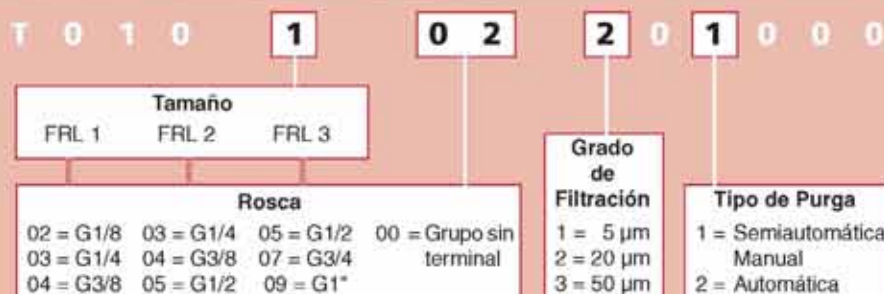 T 0 1 0 1 0 2 2 0 1 0 0 0
Tamaño
FRL 1 FRL 2 FRL 3
Rosca
02 = G1/8 03 = G1/4 05 = G1/2 00 = Grupo sin
03 = G1/4 04 = G3/8 07 = G3/4 terminal
04 = G3/8 05 = G1/2 09 = G1"
Grado
de
Filtración
1 = 5 µm
2 = 20 µm
3 = 50 µm
Tipo de Purga
1 = Semiautomática
Manual
2 = Automática